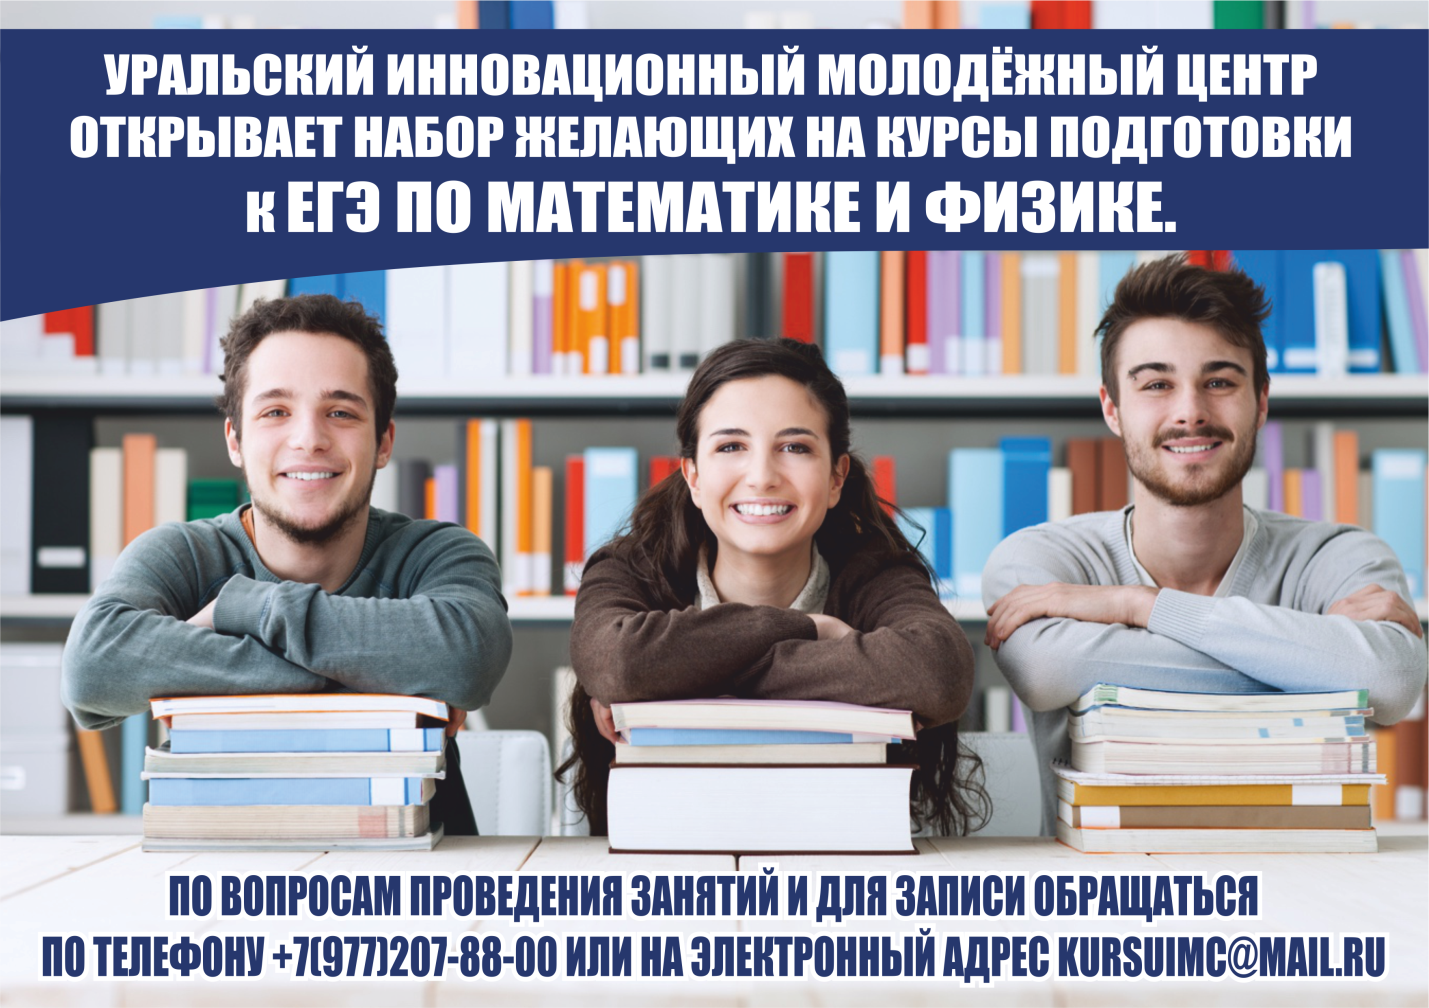 УРАЛЬСКИЙ ИННОВАЦИОННЫЙ МОЛОДЁЖНЫЙ ЦЕНТР
ОТКРЫВАЕТ НАБОР ЖЕЛАЮЩИХ НА КУРСЫ ПОДГОТОВКИ
к ЕГЭ ПО МАТЕМАТИКЕ И ФИЗИКЕ.
ПО ВОПРОСАМ ПРОВЕДЕНИЯ ЗАНЯТИЙ И ДЛЯ ЗАПИСИ ОБРАЩАТЬСЯ
ПО ТЕЛЕФОНУ +7(977)207-88-00 ИЛИ НА ЭЛЕКТРОННЫЙ АДРЕС KURSUIMC@MAIL.RU